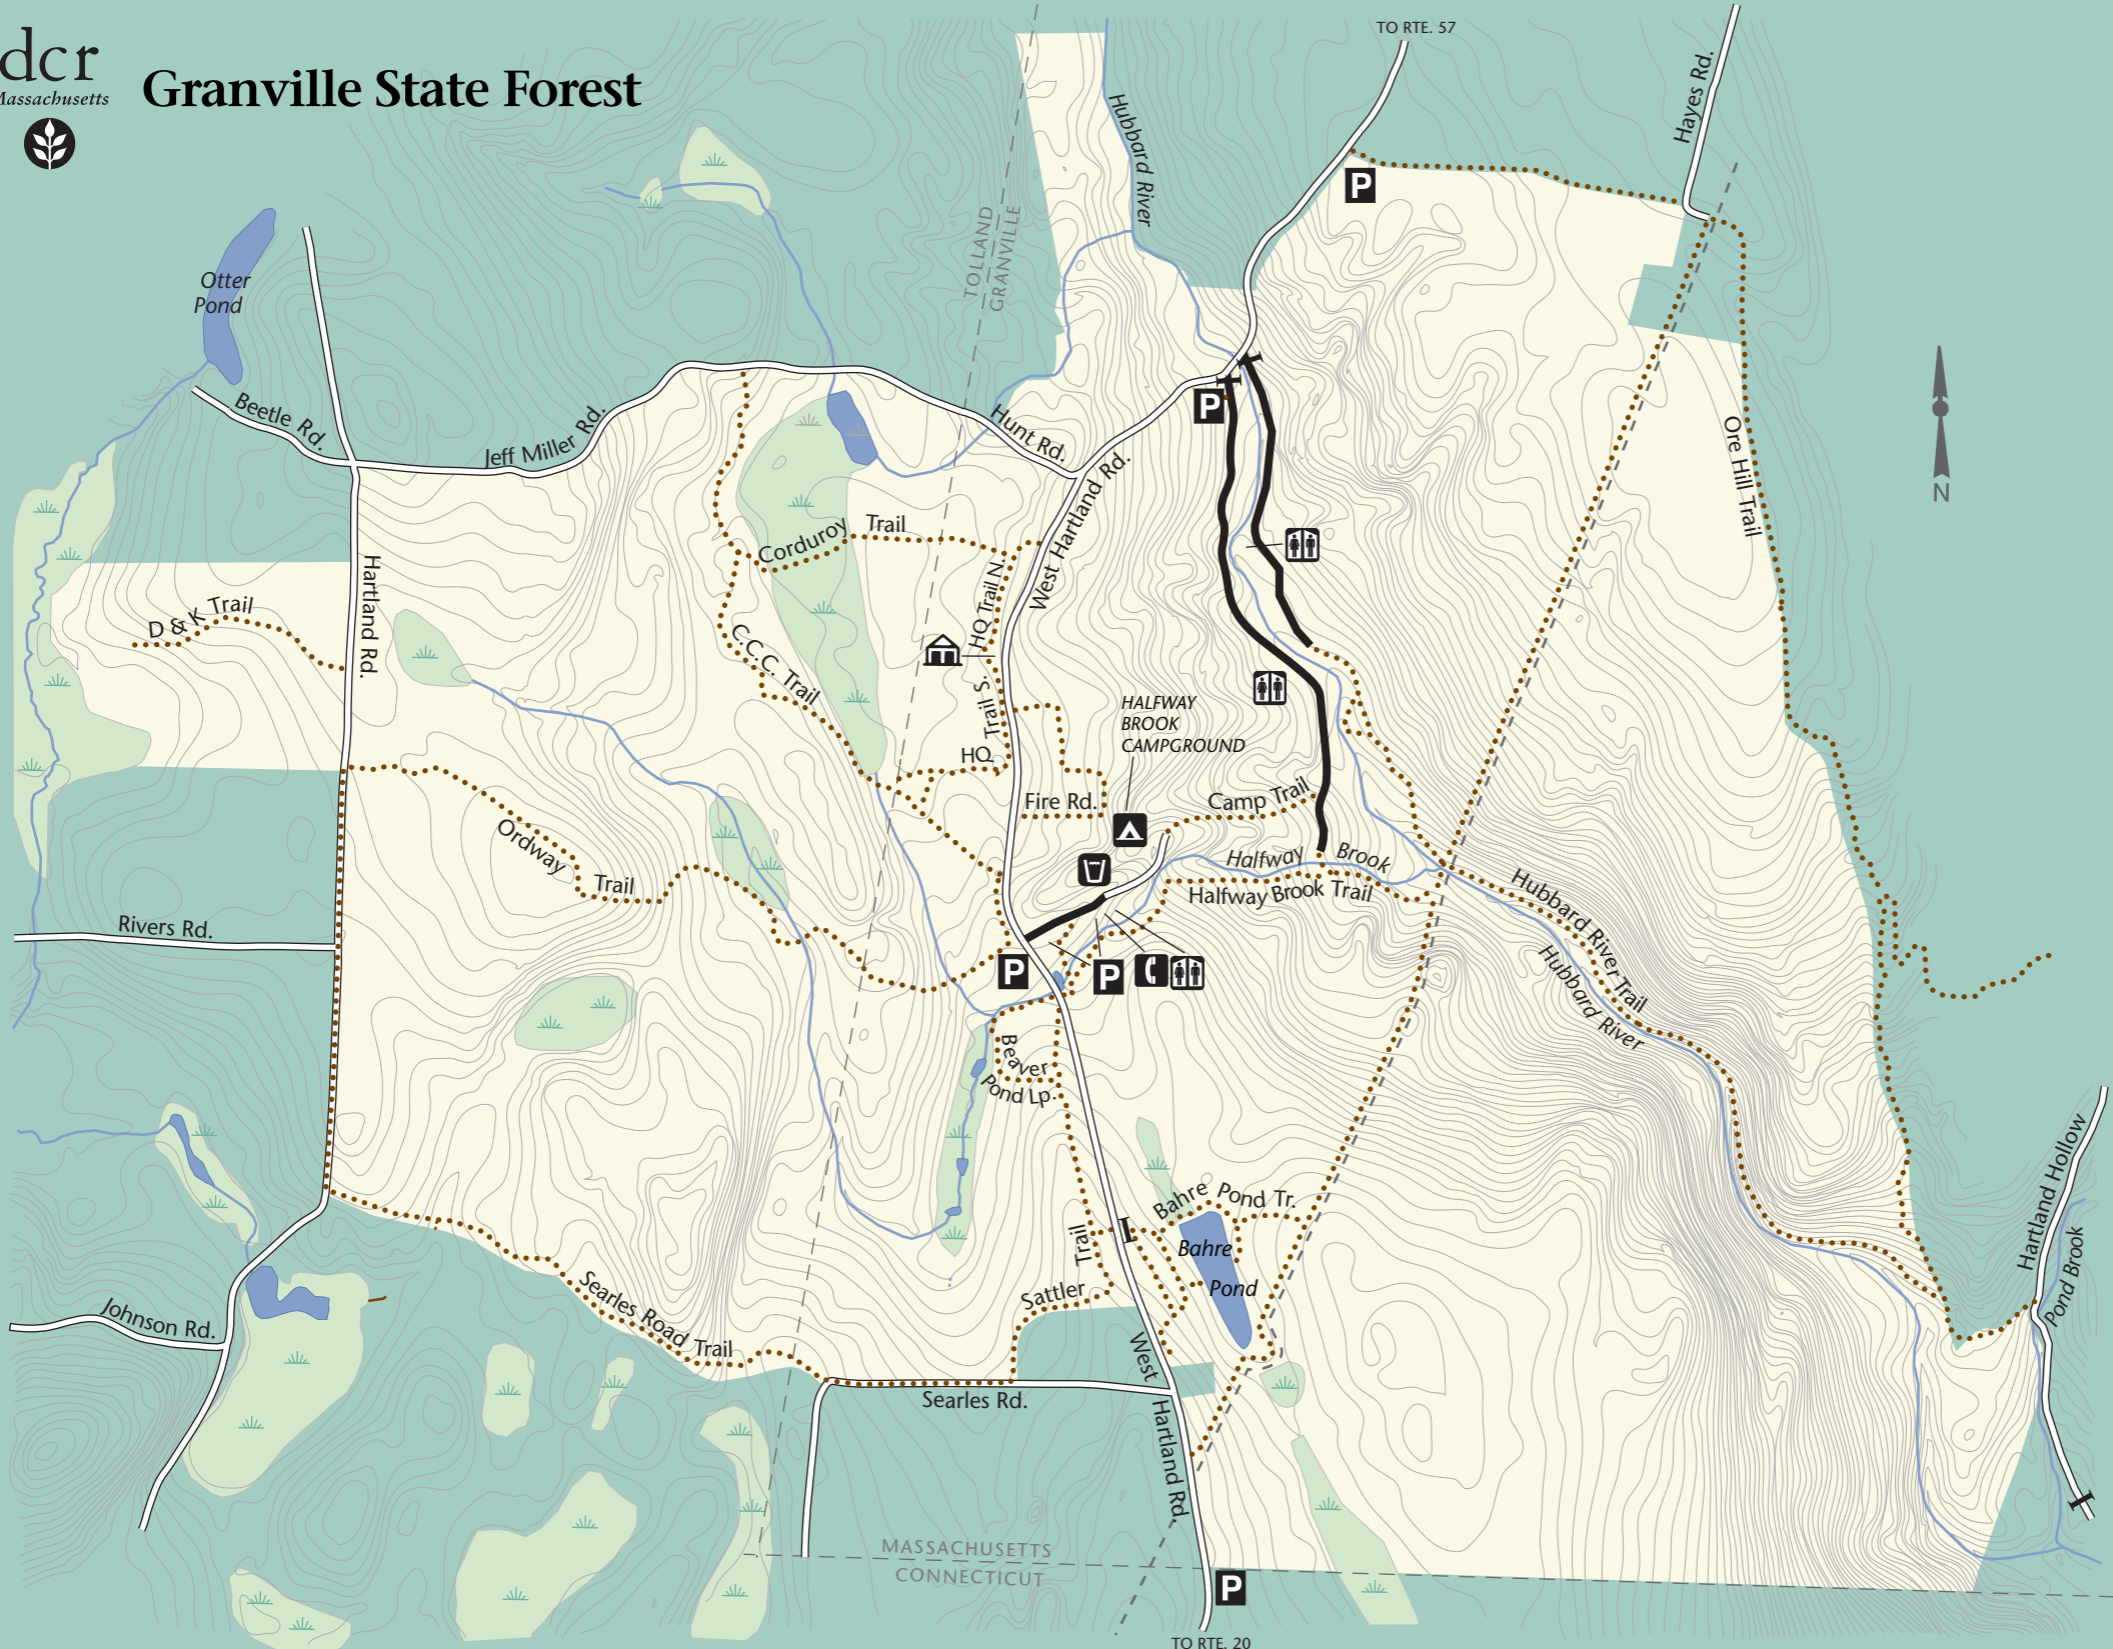 dcr
Massachusetts
Granville State Forest
TO RTE. 57
Hayes Rd.
Hubbard River
TOLLAND
GRANVILLE
Otter
Pond
Beetle Rd.
Jeff Miller Rd.
Hunt Rd.
West Hartland Rd.
P
P
Ore Hill Trail
N
Corduroy Trail
Hartland Rd.
D & K Trail
HQ Trail N.
C.C.C. Trail
HQ Trail S.
HALFWAY
BROOK
CAMPGROUND
Fire Rd.
Camp Trail
Ordway Trail
Halfway Brook
Halfway Brook Trail
Hubbard River Trail
Hubbard River
Rivers Rd.
P
P
Beaver
Pond Lp.
Hartland Hollow
Pond Brook
Bahre Pond Tr.
Bahre
Pond
Sattler Trail
Searles Road Trail
Johnson Rd.
Searles Rd.
West Hartland Rd.
MASSACHUSETTS
CONNECTICUT
P
TO RTE. 20